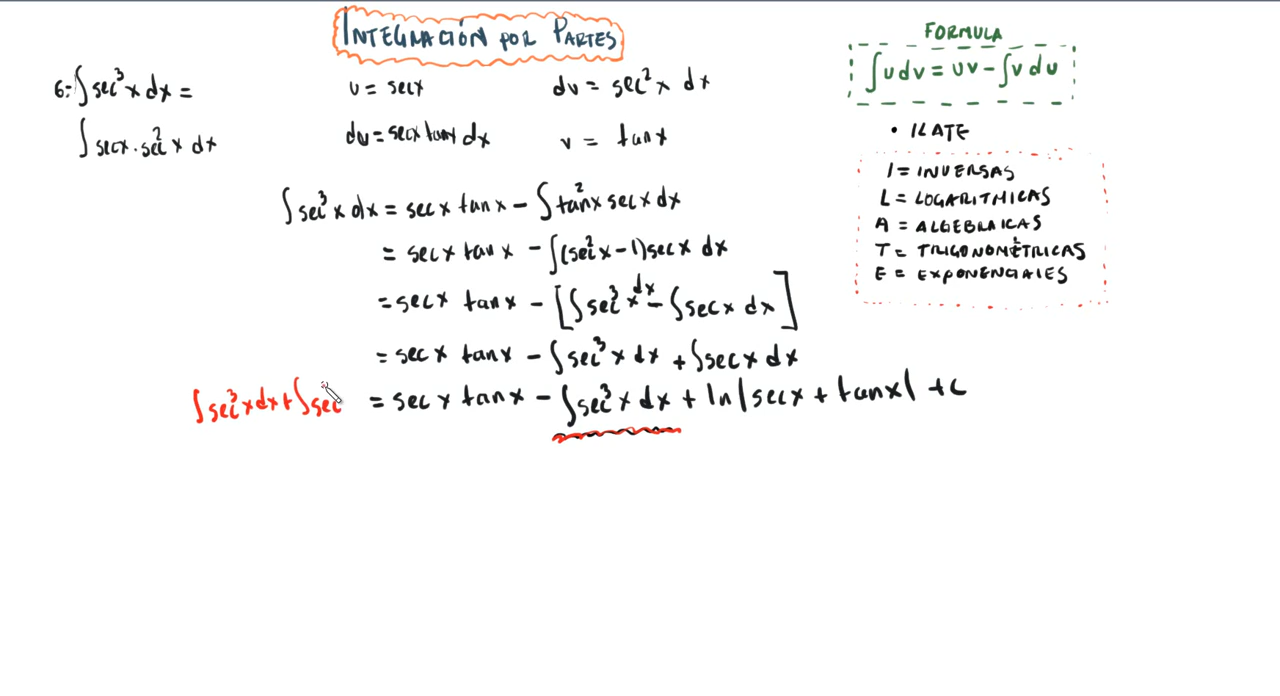 INTEGRACIÓN POR PARTES
6.- ∫sec³x dx =
∫secx·sec²x dx
u = secx
dv = sec²x dx
du = secx tanx dx
v = tanx
∫sec³x dx = secx tanx - ∫tan²x secx dx
= secx tanx - ∫(sec²x-1)secx dx
= secx tanx - [∫sec³x dx - ∫secx dx]
= secx tanx - ∫sec³x dx + ∫secx dx
∫sec³x dx + ∫sec = secx tanx - ∫sec³x dx + ln|secx + tanx| + c
FORMULA
∫u dv = uv - ∫v du
• ILATE
I = INVERSAS
L = LOGARITMICAS
A = ALGEBRAICAS
T = TRIGONOMÉTRICAS
E = EXPONENCIALES